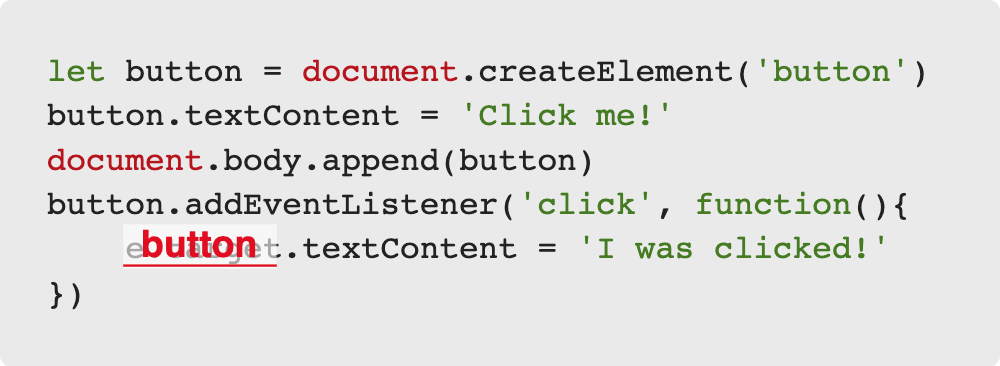 let button = document.createElement('button')
button.textContent = 'Click me!'
document.body.append(button)
button.addEventListener('click', function(){
button.textContent = 'I was clicked!'
})